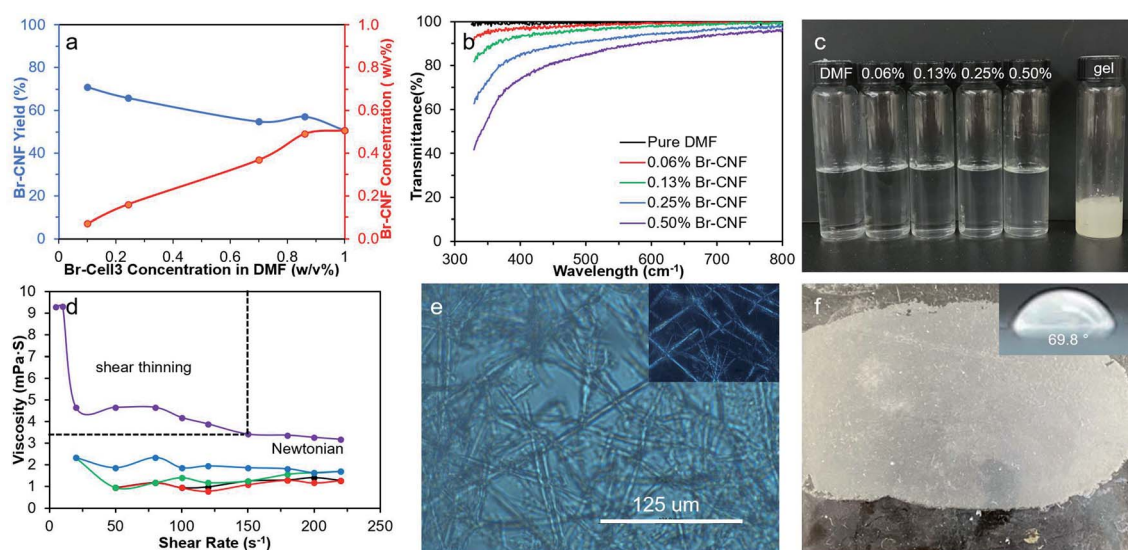 a
Br-CNF Yield (%)
100
80
60
40
20
0
1.0
0.8
0.6
0.4
0.2
0.0
Br-CNF Concentration ( w/v%)
0
0.2
0.4
0.6
0.8
1
Br-Cell3 Concentration in DMF (w/v%)
b
Transmittance(%)
100
80
60
40
20
0
Pure DMF
0.06% Br-CNF
0.13% Br-CNF
0.25% Br-CNF
0.50% Br-CNF
300
400
500
600
700
800
Wavelength (cm⁻¹)
c
DMF
0.06%
0.13%
0.25%
0.50%
gel
d
Viscosity (mPa·S)
10
9
8
7
6
5
4
3
2
1
0
shear thinning
Newtonian
0
50
100
150
200
250
Shear Rate (s⁻¹)
e
125 um
f
69.8 °